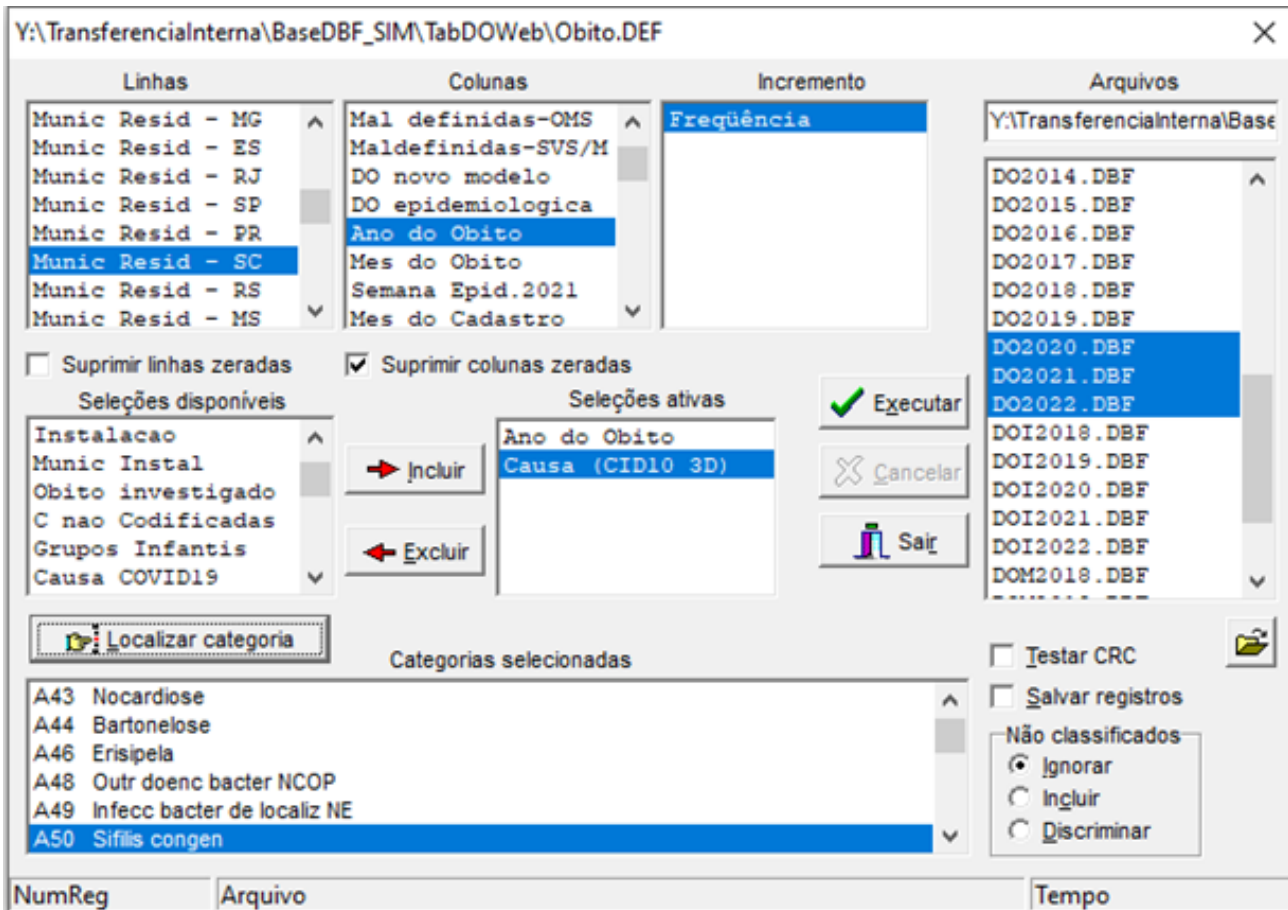 Y:\TransferenciaInterna\BaseDBF_SIM\TabDOWeb\Obito.DEF
Linhas
Munic Resid - MG
Munic Resid - ES
Munic Resid - RJ
Munic Resid - SP
Munic Resid - PR
Munic Resid - SC
Munic Resid - RS
Munic Resid - MS
Suprimir linhas zeradas
Colunas
Mal definidas-OMS
Maldefinidas-SVS/M
DO novo modelo
DO epidemiologica
Ano do Obito
Mes do Obito
Semana Epid.2021
Mes do Cadastro
Suprimir colunas zeradas
Incremento
Freqüência
Arquivos
Y:\TransferenciaInterna\Base
DO2014.DBF
DO2015.DBF
DO2016.DBF
DO2017.DBF
DO2018.DBF
DO2019.DBF
DO2020.DBF
DO2021.DBF
DO2022.DBF
DOI2018.DBF
DOI2019.DBF
DOI2020.DBF
DOI2021.DBF
DOI2022.DBF
DOM2018.DBF
Seleções disponíveis
Instalacao
Munic Instal
Obito investigado
C nao Codificadas
Grupos Infantis
Causa COVID19
Incluir
Excluir
Seleções ativas
Ano do Obito
Causa (CID10 3D)
Executar
Cancelar
Sair
Localizar categoria
Categorias selecionadas
A43 Nocardiose
A44 Bartonelose
A46 Erisipela
A48 Outr doenc bacter NCOP
A49 Infecc bacter de localiz NE
A50 Sifilis congen
Testar CRC
Salvar registros
Não classificados
Ignorar
Incluir
Discriminar
NumReg
Arquivo
Tempo